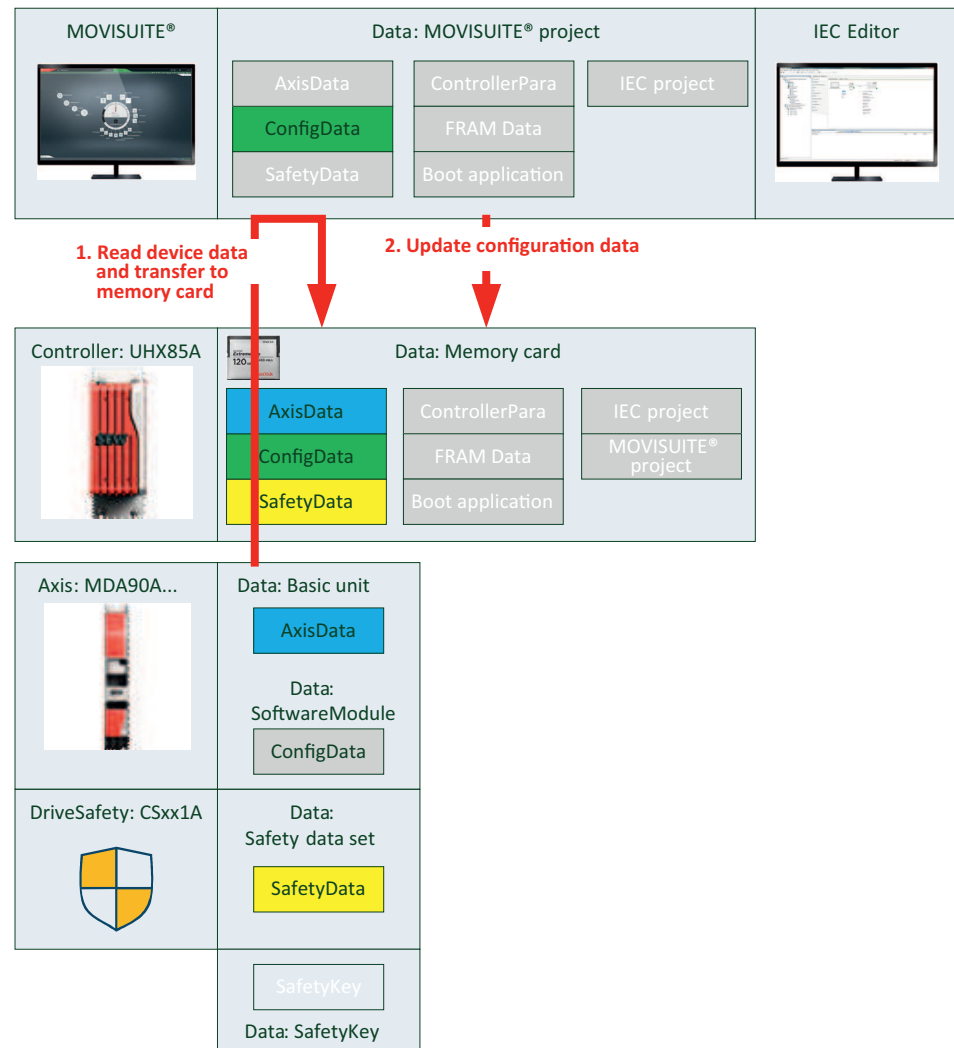 MOVISUITE®
Data: MOVISUITE® project
IEC Editor
AxisData
ControllerPara
IEC project
ConfigData
FRAM Data
SafetyData
Boot application
1. Read device data
and transfer to
memory card
2. Update configuration data
Controller: UHX85A
Data: Memory card
Extreme
120
AxisData
ControllerPara
IEC project
ConfigData
FRAM Data
MOVISUITE®
project
SafetyData
Boot application
SEW
Axis: MDA90A...
Data: Basic unit
AxisData
Data:
SoftwareModule
ConfigData
DriveSafety: CSxx1A
Data:
Safety data set
SafetyData
SafetyKey
Data: SafetyKey